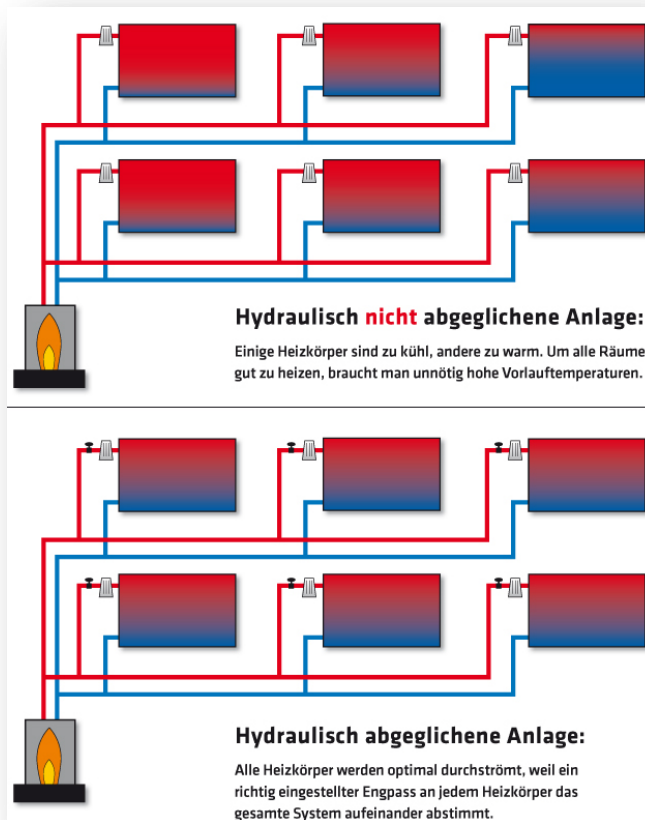 Hydraulisch nicht abgeglichene Anlage:
Einige Heizkörper sind zu kühl, andere zu warm. Um alle Räume
gut zu heizen, braucht man unnötig hohe Vorlauftemperaturen.
Hydraulisch abgeglichene Anlage:
Alle Heizkörper werden optimal durchströmt, weil ein
richtig eingestellter Engpass an jedem Heizkörper das
gesamte System aufeinander abstimmt.